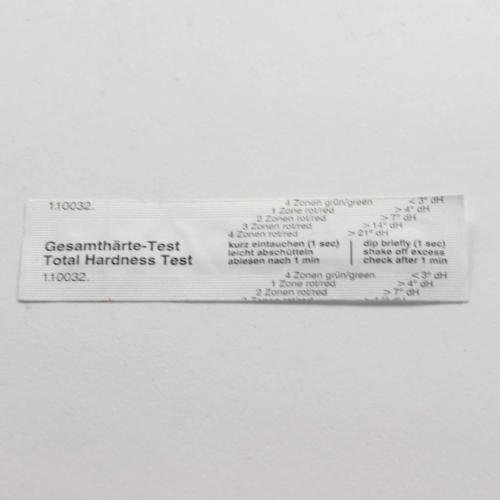 1.10032. 4 Zonen grün/green < 3° dH
1 Zone rot/red > 4° dH
2 Zonen rot/red > 7° dH
3 Zonen rot/red > 14° dH
4 Zonen rot/red > 21° dH
Gesamthärte-Test kurz eintauchen (1 sec) dip briefly (1 sec)
Total Hardness Test leicht abschütteln shake off excess
ablesen nach 1 min check after 1 min
1.10032. 4 Zonen grün/green < 3° dH
1 Zone rot/red > 4° dH
2 Zonen rot/red > 7° dH